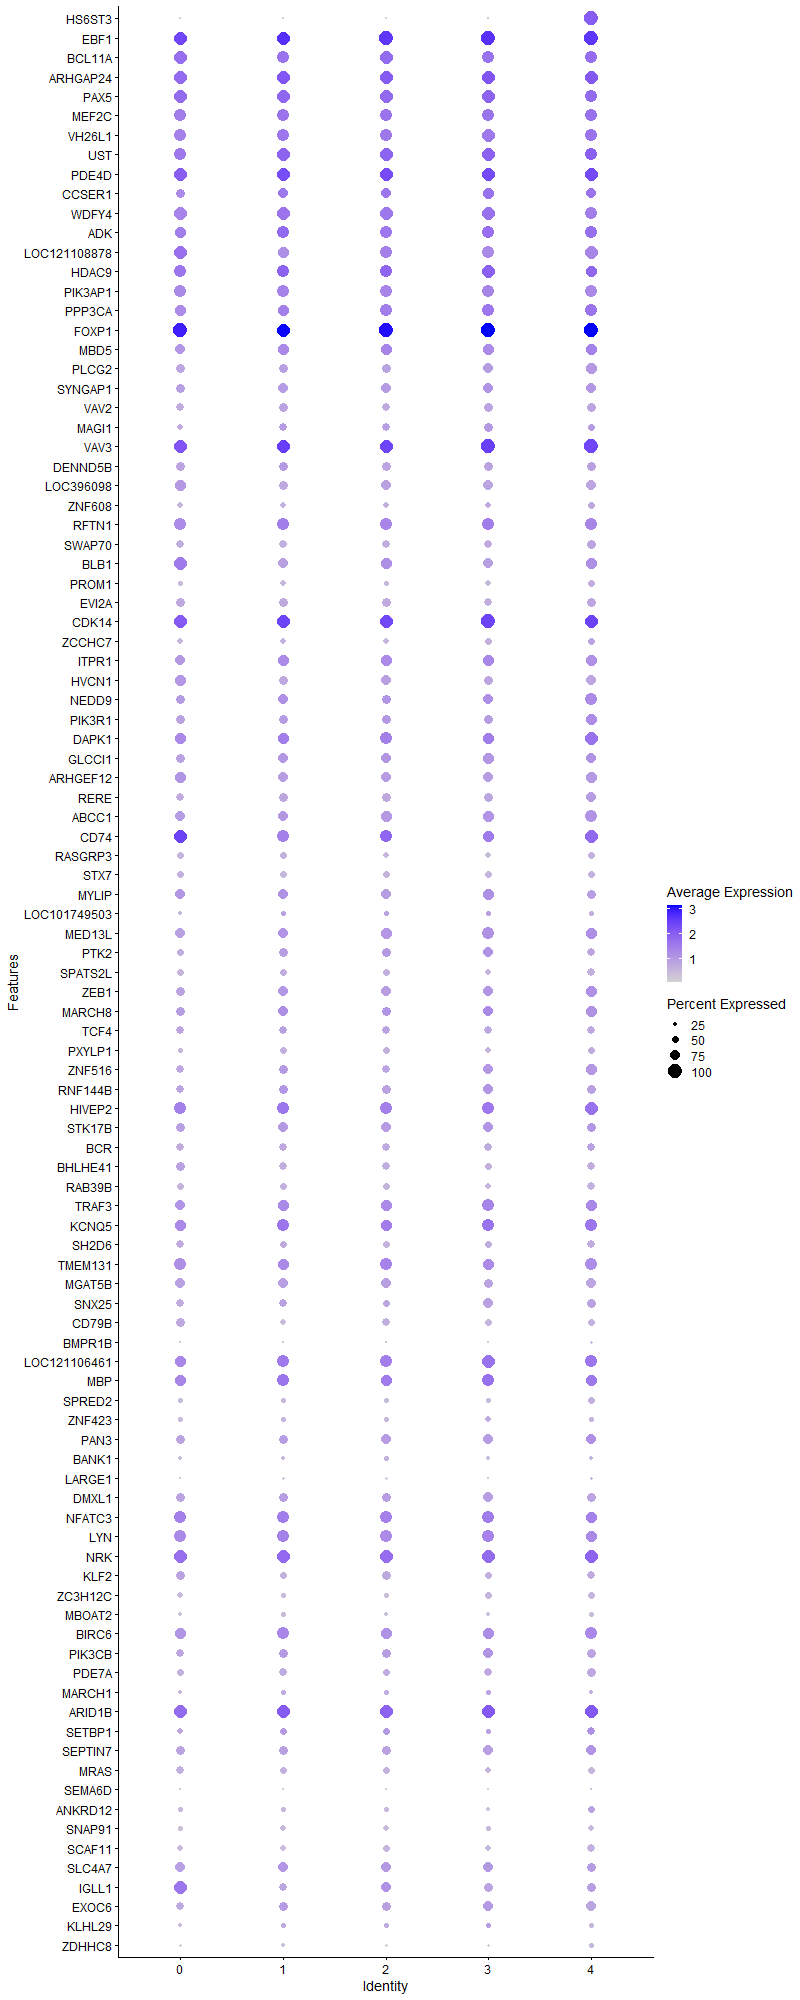 HS6ST3
EBF1
BCL11A
ARHGAP24
PAX5
MEF2C
VH26L1
UST
PDE4D
CCSER1
WDFY4
ADK
LOC121108878
HDAC9
PIK3AP1
PPP3CA
FOXP1
MBD5
PLCG2
SYNGAP1
VAV2
MAGI1
VAV3
DENND5B
LOC396098
ZNF608
RFTN1
SWAP70
BLB1
PROM1
EVI2A
CDK14
ZCCHC7
ITPR1
HVCN1
NEDD9
PIK3R1
DAPK1
GLCCI1
ARHGEF12
RERE
ABCC1
CD74
RASGRP3
STX7
MYLIP
LOC101749503
MED13L
PTK2
SPATS2L
ZEB1
MARCH8
TCF4
PXYLP1
ZNF516
RNF144B
HIVEP2
STK17B
BCR
BHLHE41
RAB39B
TRAF3
KCNQ5
SH2D6
TMEM131
MGAT5B
SNX25
CD79B
BMPR1B
LOC121106461
MBP
SPRED2
ZNF423
PAN3
BANK1
LARGE1
DMXL1
NFATC3
LYN
NRK
KLF2
ZC3H12C
MBOAT2
BIRC6
PIK3CB
PDE7A
MARCH1
ARID1B
SETBP1
SEPTIN7
MRAS
SEMA6D
ANKRD12
SNAP91
SCAF11
SLC4A7
IGLL1
EXOC6
KLHL29
ZDHHC8
Features
0 1 2 3 4
Identity
Average Expression
3
2
1
Percent Expressed
25
50
75
100